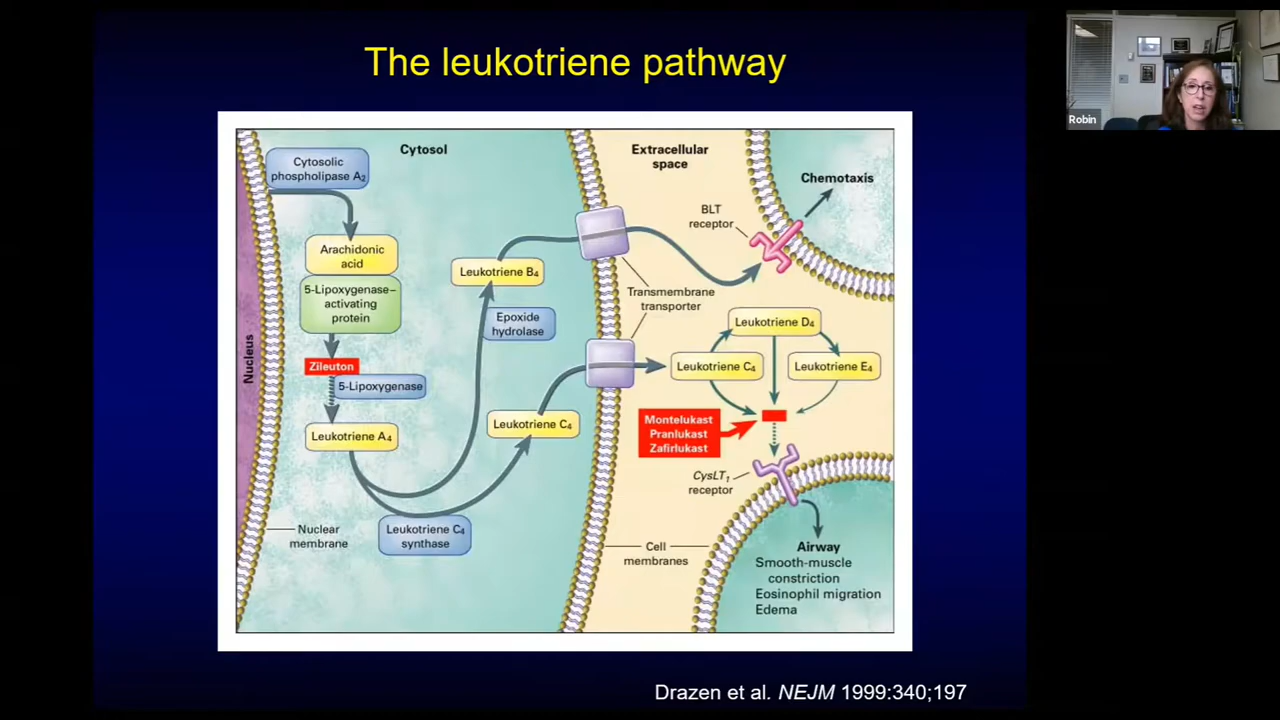 The leukotriene pathway
Robin
Cytosol
Extracellular
space
Cytosolic
phospholipase A₂
Chemotaxis
BLT
receptor
Arachidonic
acid
Leukotriene B₄
5-Lipoxygenase–
activating
protein
Transmembrane
transporter
Epoxide
hydrolase
Leukotriene D₄
Nucleus
Zileuton
5-Lipoxygenase
Leukotriene C₄
Leukotriene E₄
Leukotriene A₄
Leukotriene C₄
Montelukast
Pranlukast
Zafirlukast
CysLT₁
receptor
Nuclear
membrane
Leukotriene C₄
synthase
Cell
membranes
Airway
Smooth-muscle
constriction
Eosinophil migration
Edema
Drazen et al. NEJM 1999:340;197